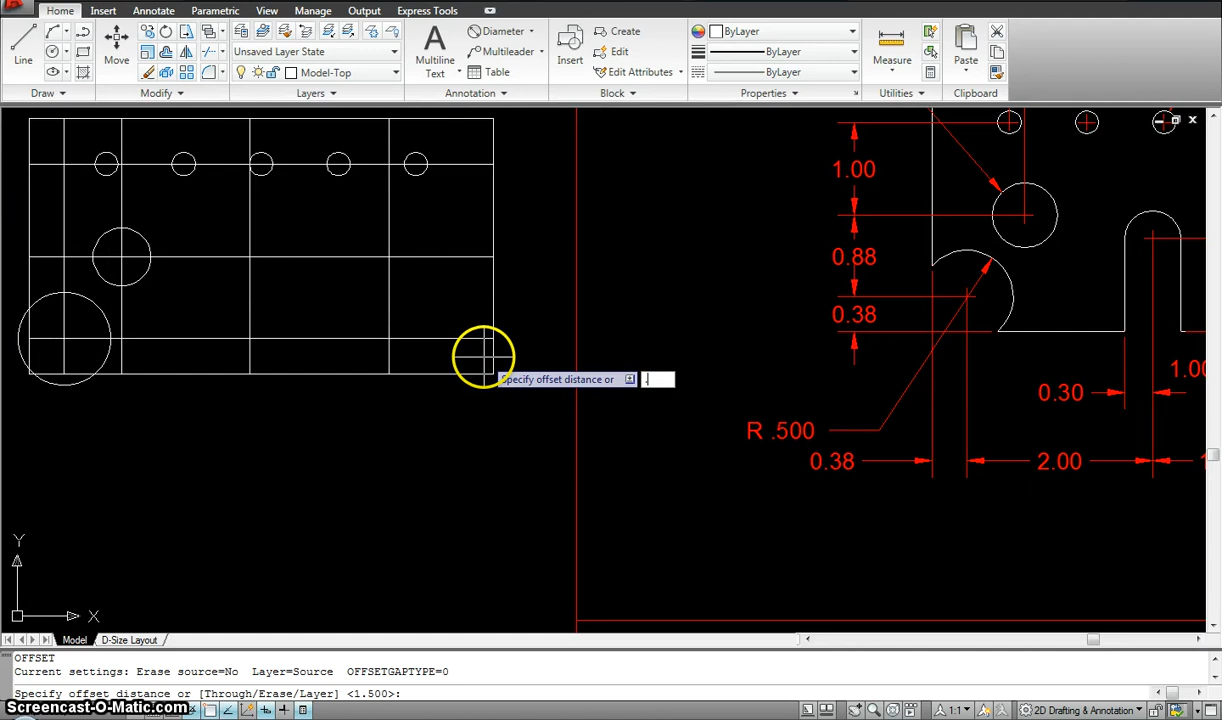 Home Insert Annotate Parametric View Manage Output Express Tools
Line
Move
Unsaved Layer State
Model-Top
Multiline
Text
Diameter
Multileader
Table
Insert
Create
Edit
Edit Attributes
ByLayer
ByLayer
ByLayer
Measure
Paste
Draw Modify Layers Annotation Block Properties Utilities Clipboard
1.00
0.88
0.38
Specify offset distance or .
1.00
0.30
R .500
0.38
2.00
Y
X
Model D-Size Layout
OFFSET
Current settings: Erase source=No Layer=Source OFFSETGAPTYPE=0
Specify offset distance or [Through/Erase/Layer] <1.500>:
Screencast-O-Matic.com
1:1
2D Drafting & Annotation